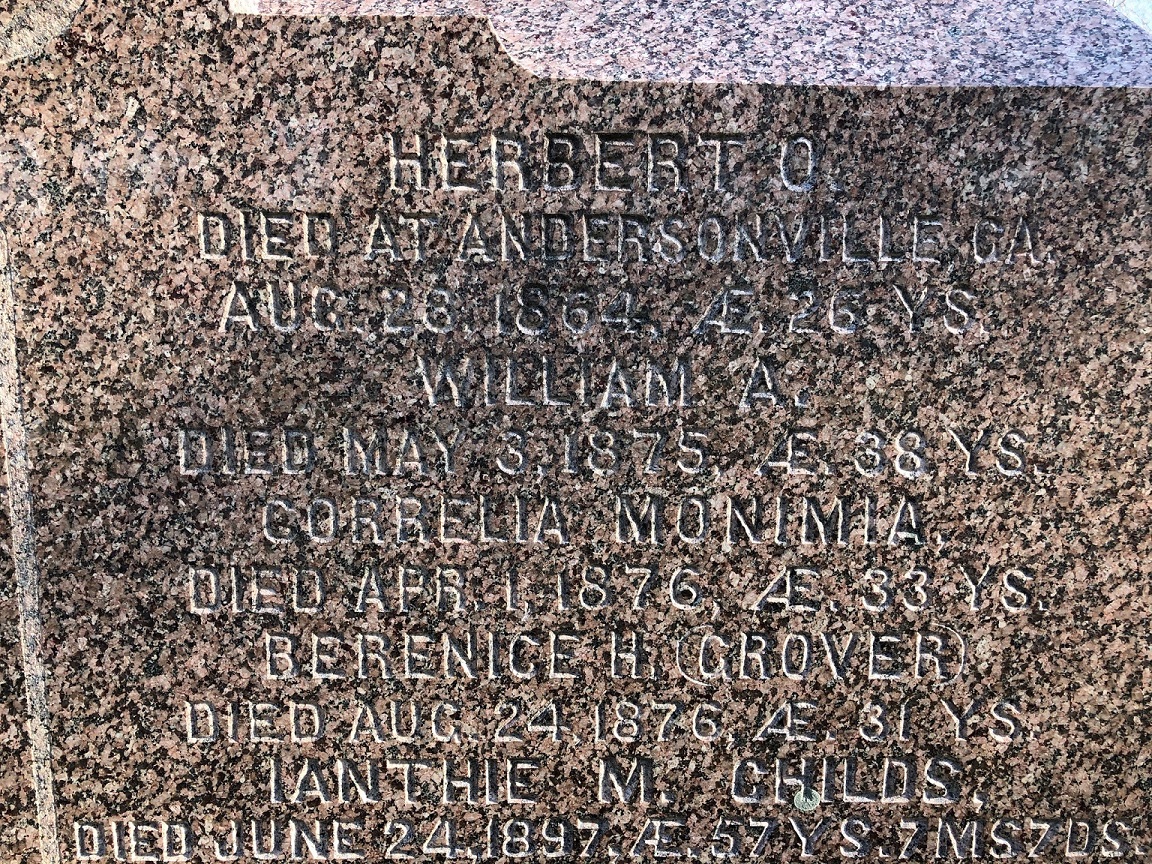 HERBERT O.
DIED AT ANDERSONVILLE GA.
AUG. 28, 1864, Æ. 26 YS.
WILLIAM A.
DIED MAY 3, 1875, Æ. 38 YS.
CORRELIA MONIMIA,
DIED APR. 1, 1876, Æ. 33 YS.
BERENICE H. (GROVER)
DIED AUG. 24, 1876, Æ. 31 YS.
IANTHIE M. CHILDS,
DIED JUNE 24, 1897, Æ. 57 YS. 7 MS 7 DS.